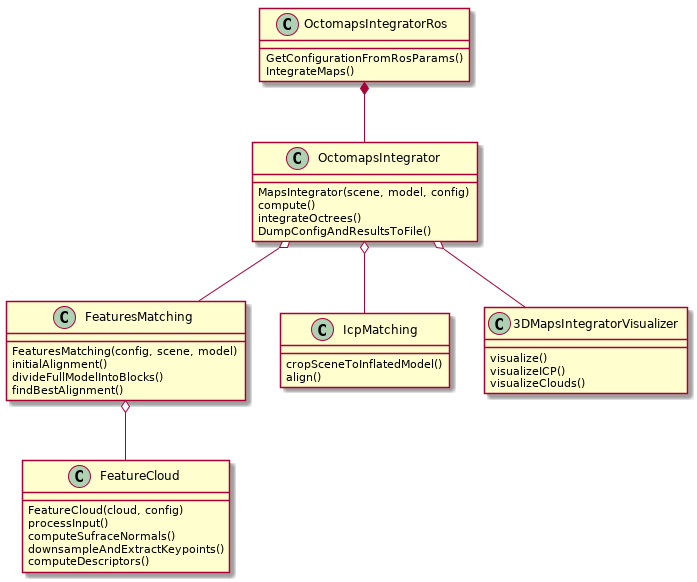 C OctomapsIntegratorRos
GetConfigurationFromRosParams()
IntegrateMaps()
C OctomapsIntegrator
MapsIntegrator(scene, model, config)
compute()
integrateOctrees()
DumpConfigAndResultsToFile()
C FeaturesMatching
FeaturesMatching(config, scene, model)
initialAlignment()
divideFullModelIntoBlocks()
findBestAlignment()
C IcpMatching
cropSceneToInflatedModel()
align()
C 3DMapsIntegratorVisualizer
visualize()
visualizeICP()
visualizeClouds()
C FeatureCloud
FeatureCloud(cloud, config)
processInput()
computeSufraceNormals()
downsampleAndExtractKeypoints()
computeDescriptors()